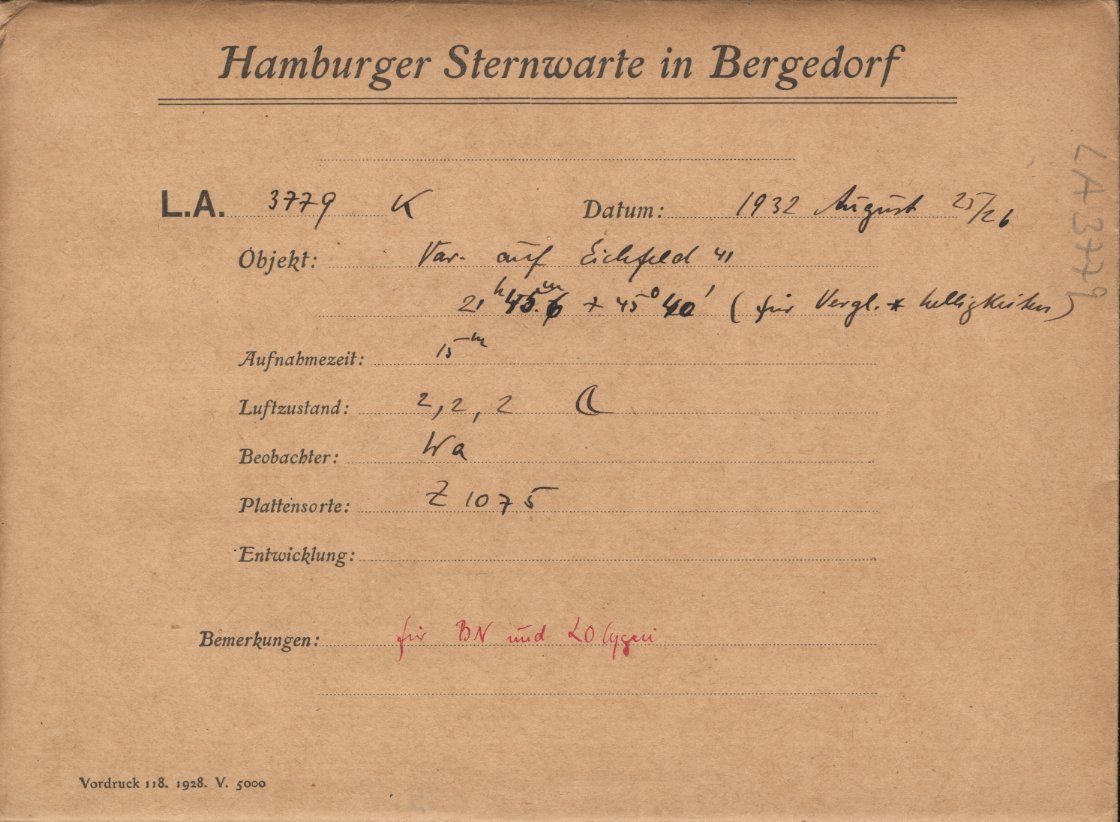 Hamburger Sternwarte in Bergedorf
L.A. 3779 K Datum: 1932 August 25/26
Objekt: Var. auf Eichfeld 41
21ʰ 45.ᵐ6 + 45° 40' (für Vergl. * helligkeiten)
Aufnahmezeit: 15ᵐ
Luftzustand: 2, 2, 2 ☾
Beobachter: Wa
Plattensorte: Z 1075
Entwicklung:
Bemerkungen: für BN und LO Cygni
Vordruck 118. 1928. V. 5000
LA 3779